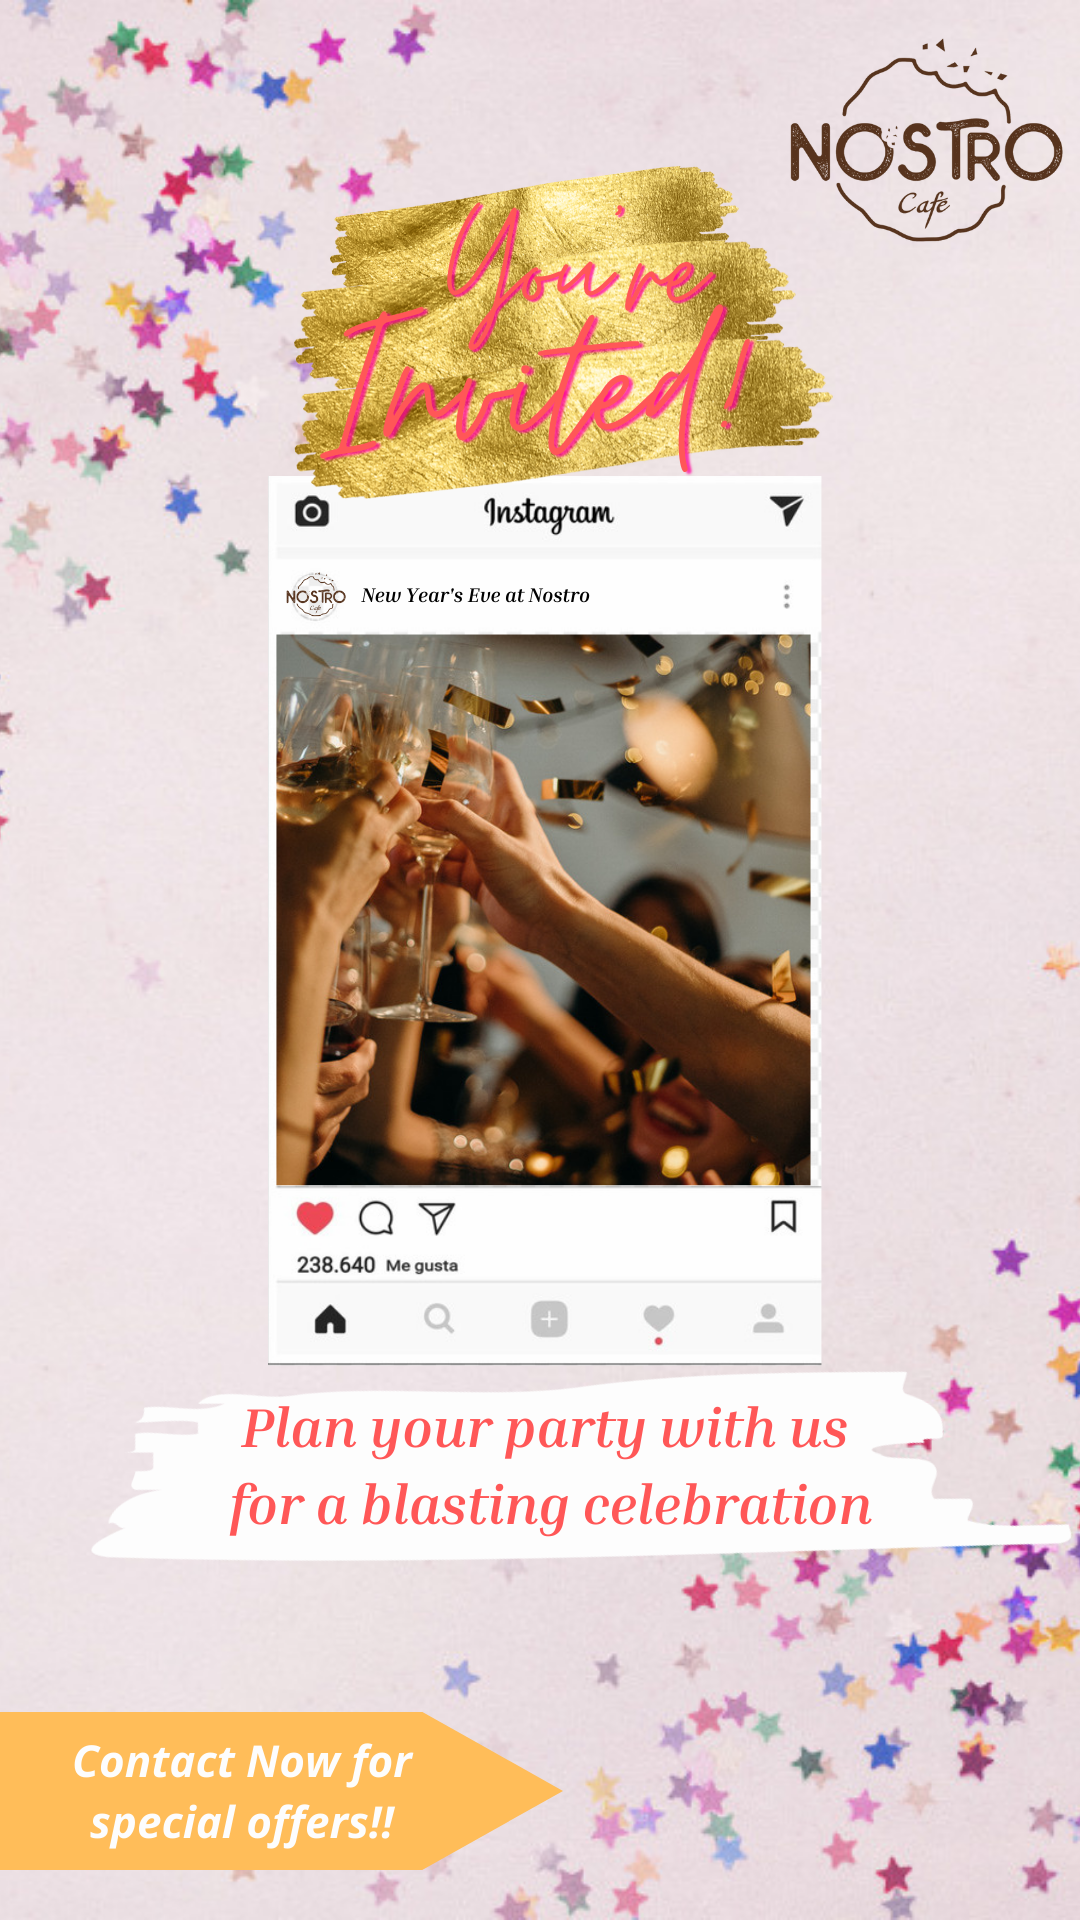 NOSTRO
Café
You're
Invited!
Instagram
NOSTRO
Café
New Year's Eve at Nostro
238.640 Me gusta
Plan your party with us
for a blasting celebration
Contact Now for
special offers!!